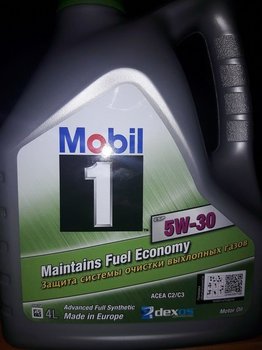 Mobil
1
ESP
5W-30
Maintains Fuel Economy
Защита системы очистки выхлопных газов
4L
Advanced Full Synthetic
Made in Europe
ACEA C2/C3
dexos
Motor Oil